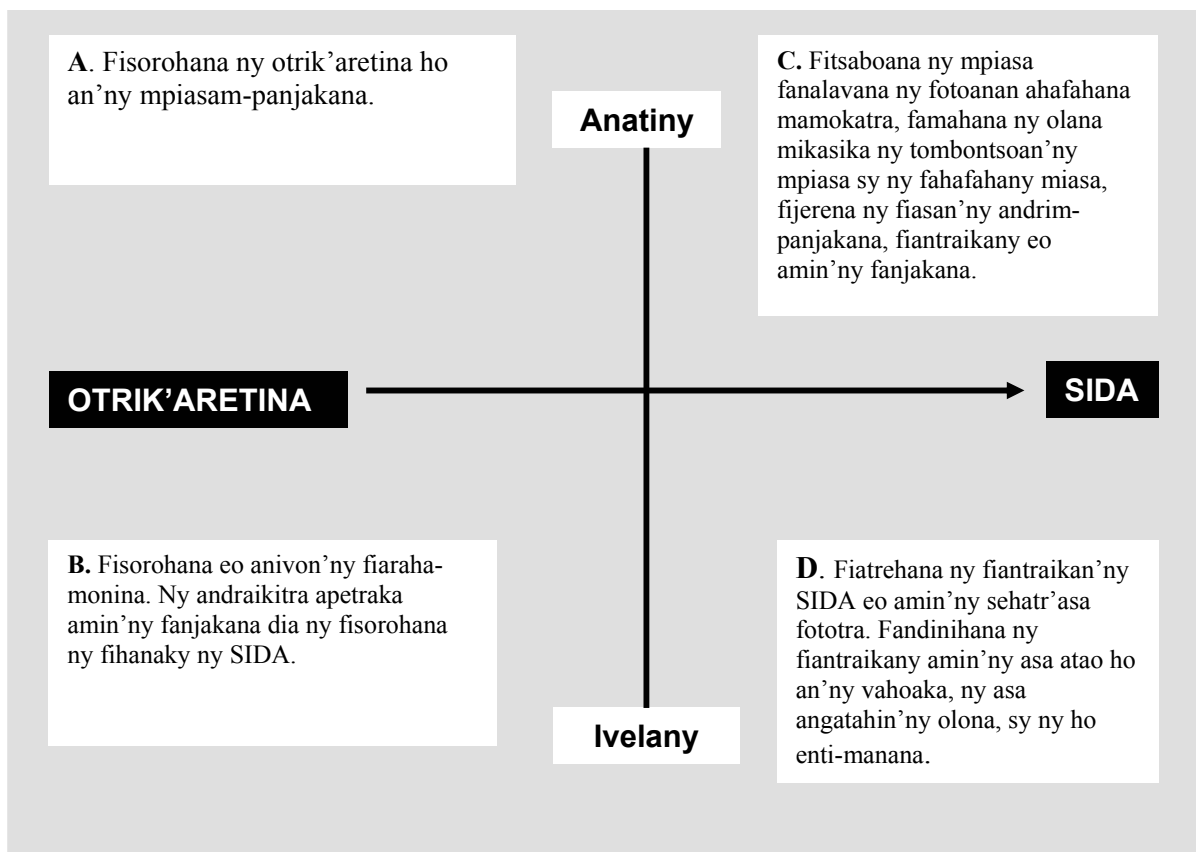 A. Fisorohana ny otrik’aretina ho
an’ny mpiasam-panjakana.
Anatiny
C. Fitsaboana ny mpiasa
fanalavana ny fotoanan ahafahana
mamokatra, famahana ny olana
mikasika ny tombontsoan’ny
mpiasa sy ny fahafahany miasa,
fijerena ny fiasan’ny andrim-
panjakana, fiantraikany eo
amin’ny fanjakana.
OTRIK’ARETINA
SIDA
B. Fisorohana eo anivon’ny fiaraha-
monina. Ny andraikitra apetraka
amin’ny fanjakana dia ny fisorohana
ny fihanaky ny SIDA.
Ivelany
D. Fiatrehana ny fiantraikan’ny
SIDA eo amin’ny sehatr’asa
fototra. Fandinihana ny
fiantraikany amin’ny asa atao ho
an’ny vahoaka, ny asa
angatahin’ny olona, sy ny ho
enti-manana.